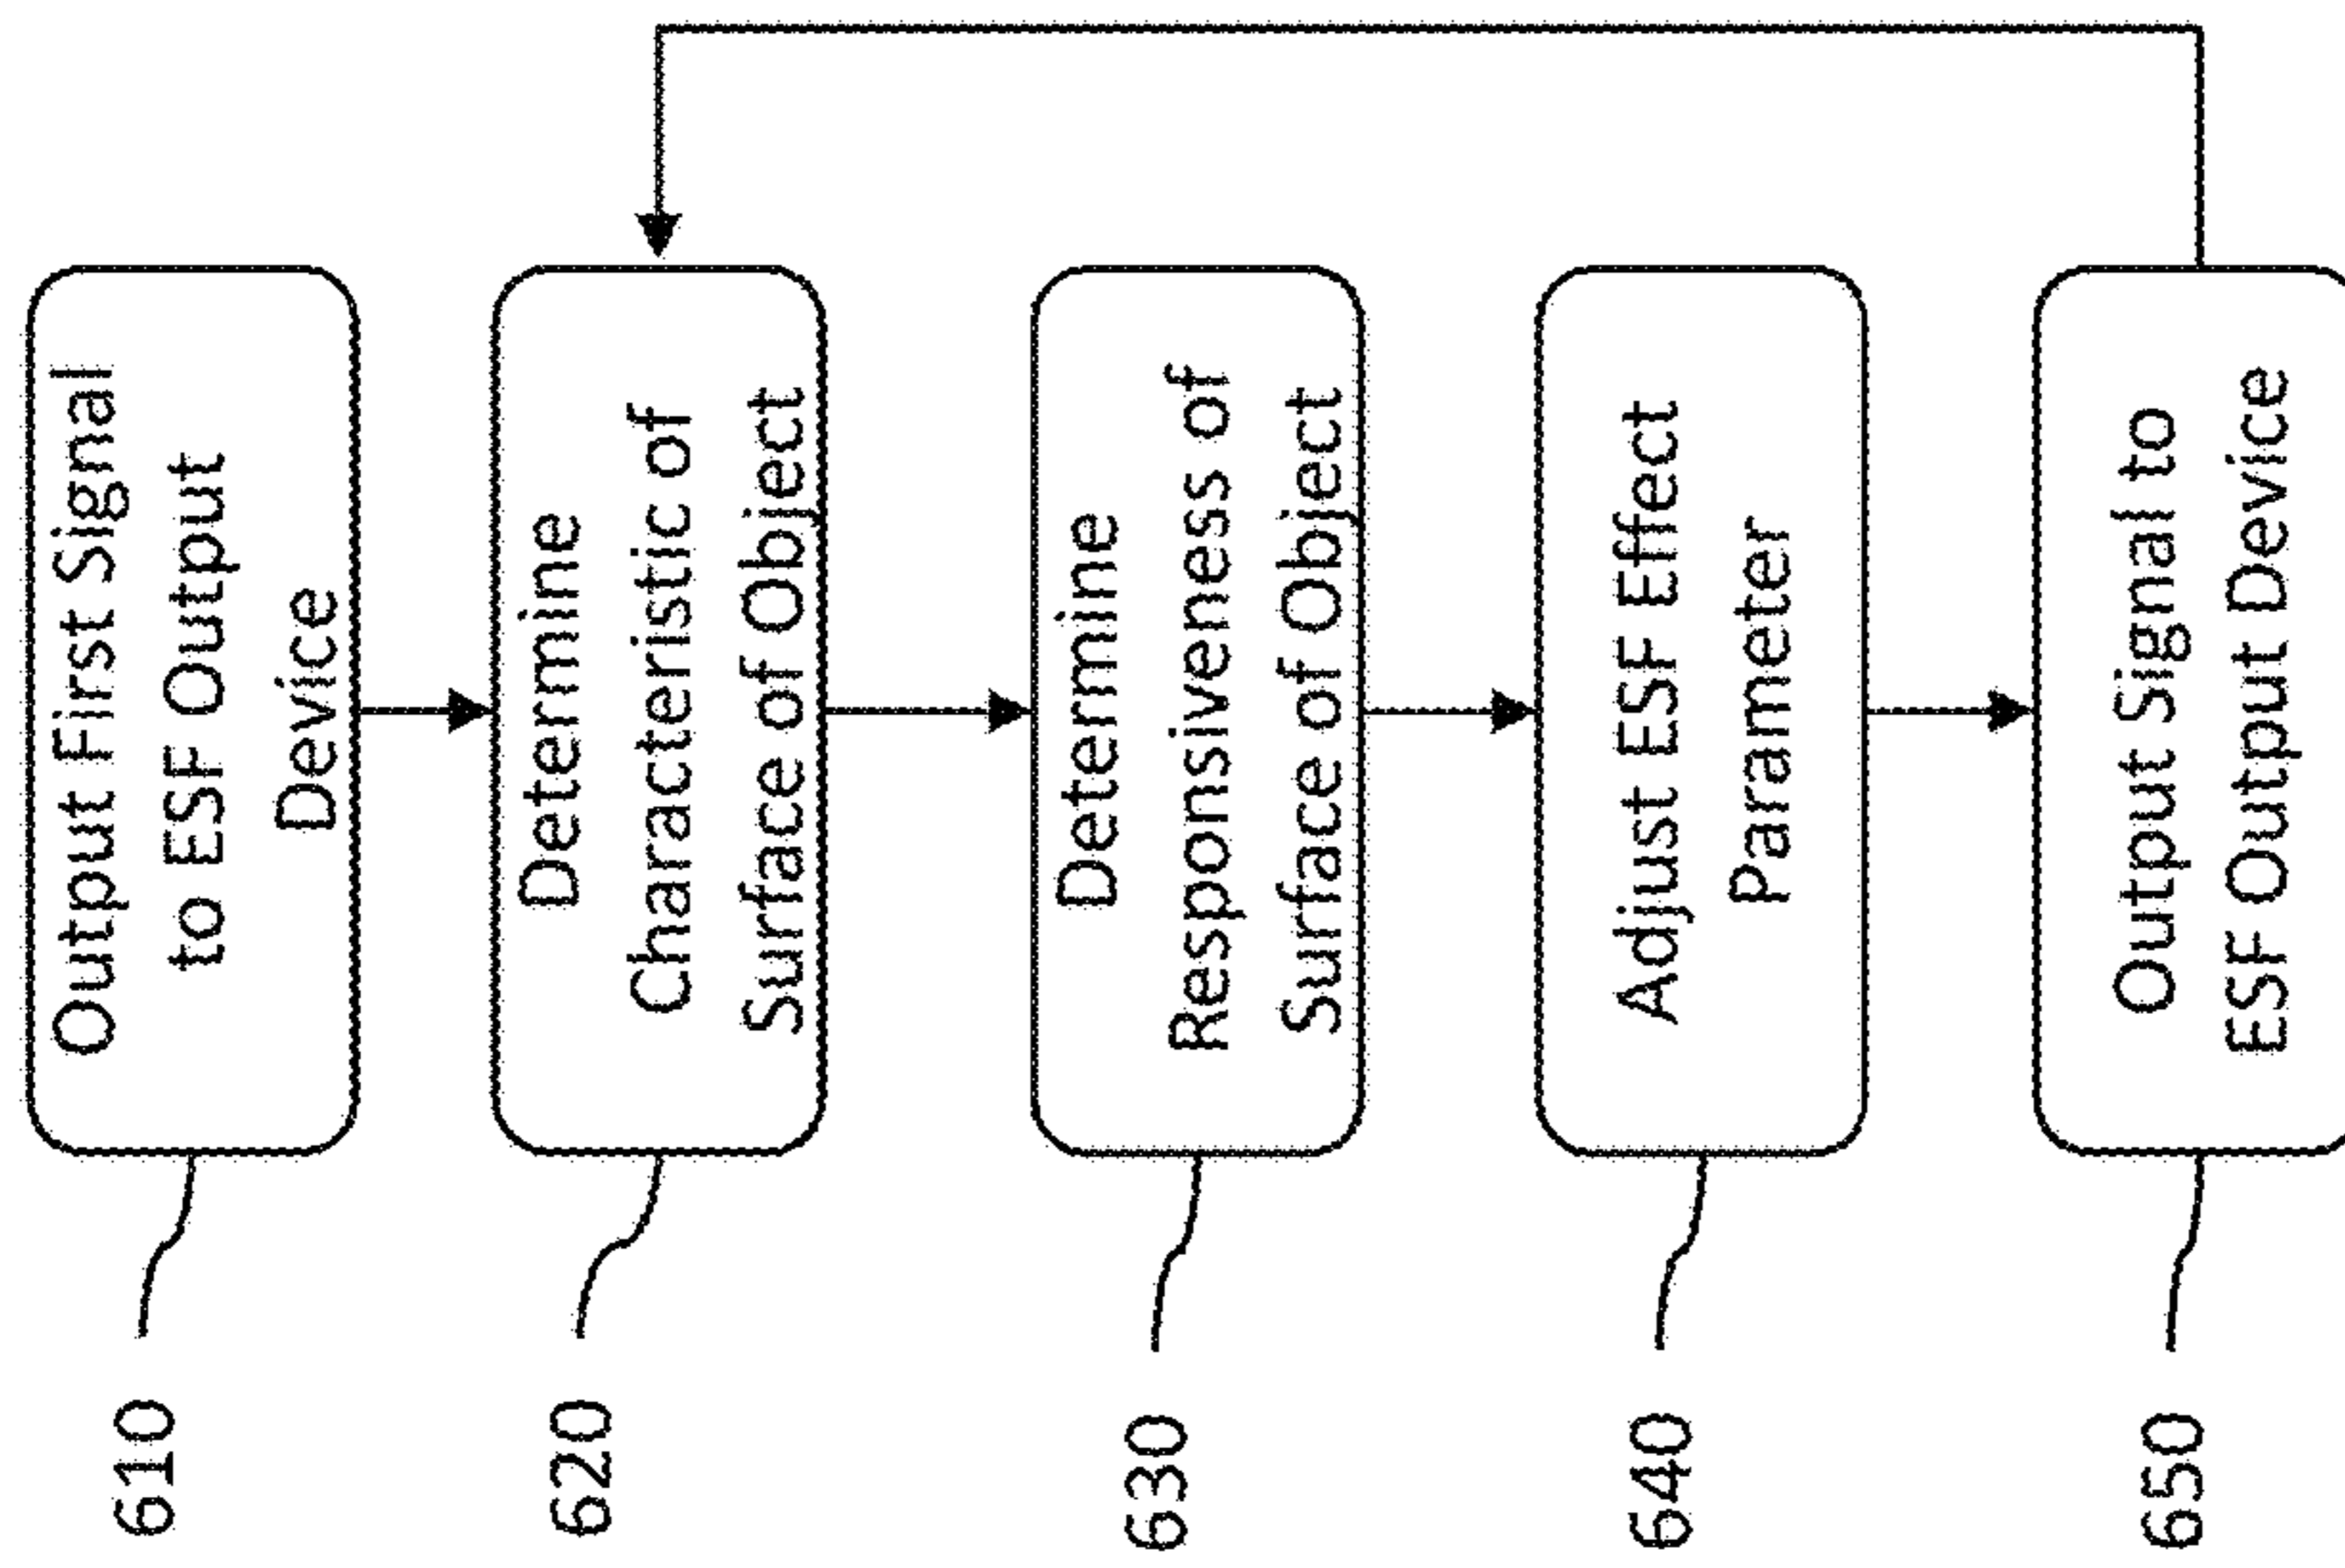 610
Output First Signal
to ESF Output
Device
620
Determine
Characteristic of
Surface of Object
630
Determine
Responsiveness of
Surface of Object
640
Adjust ESF Effect
Parameter
650
Output Signal to
ESF Output Device